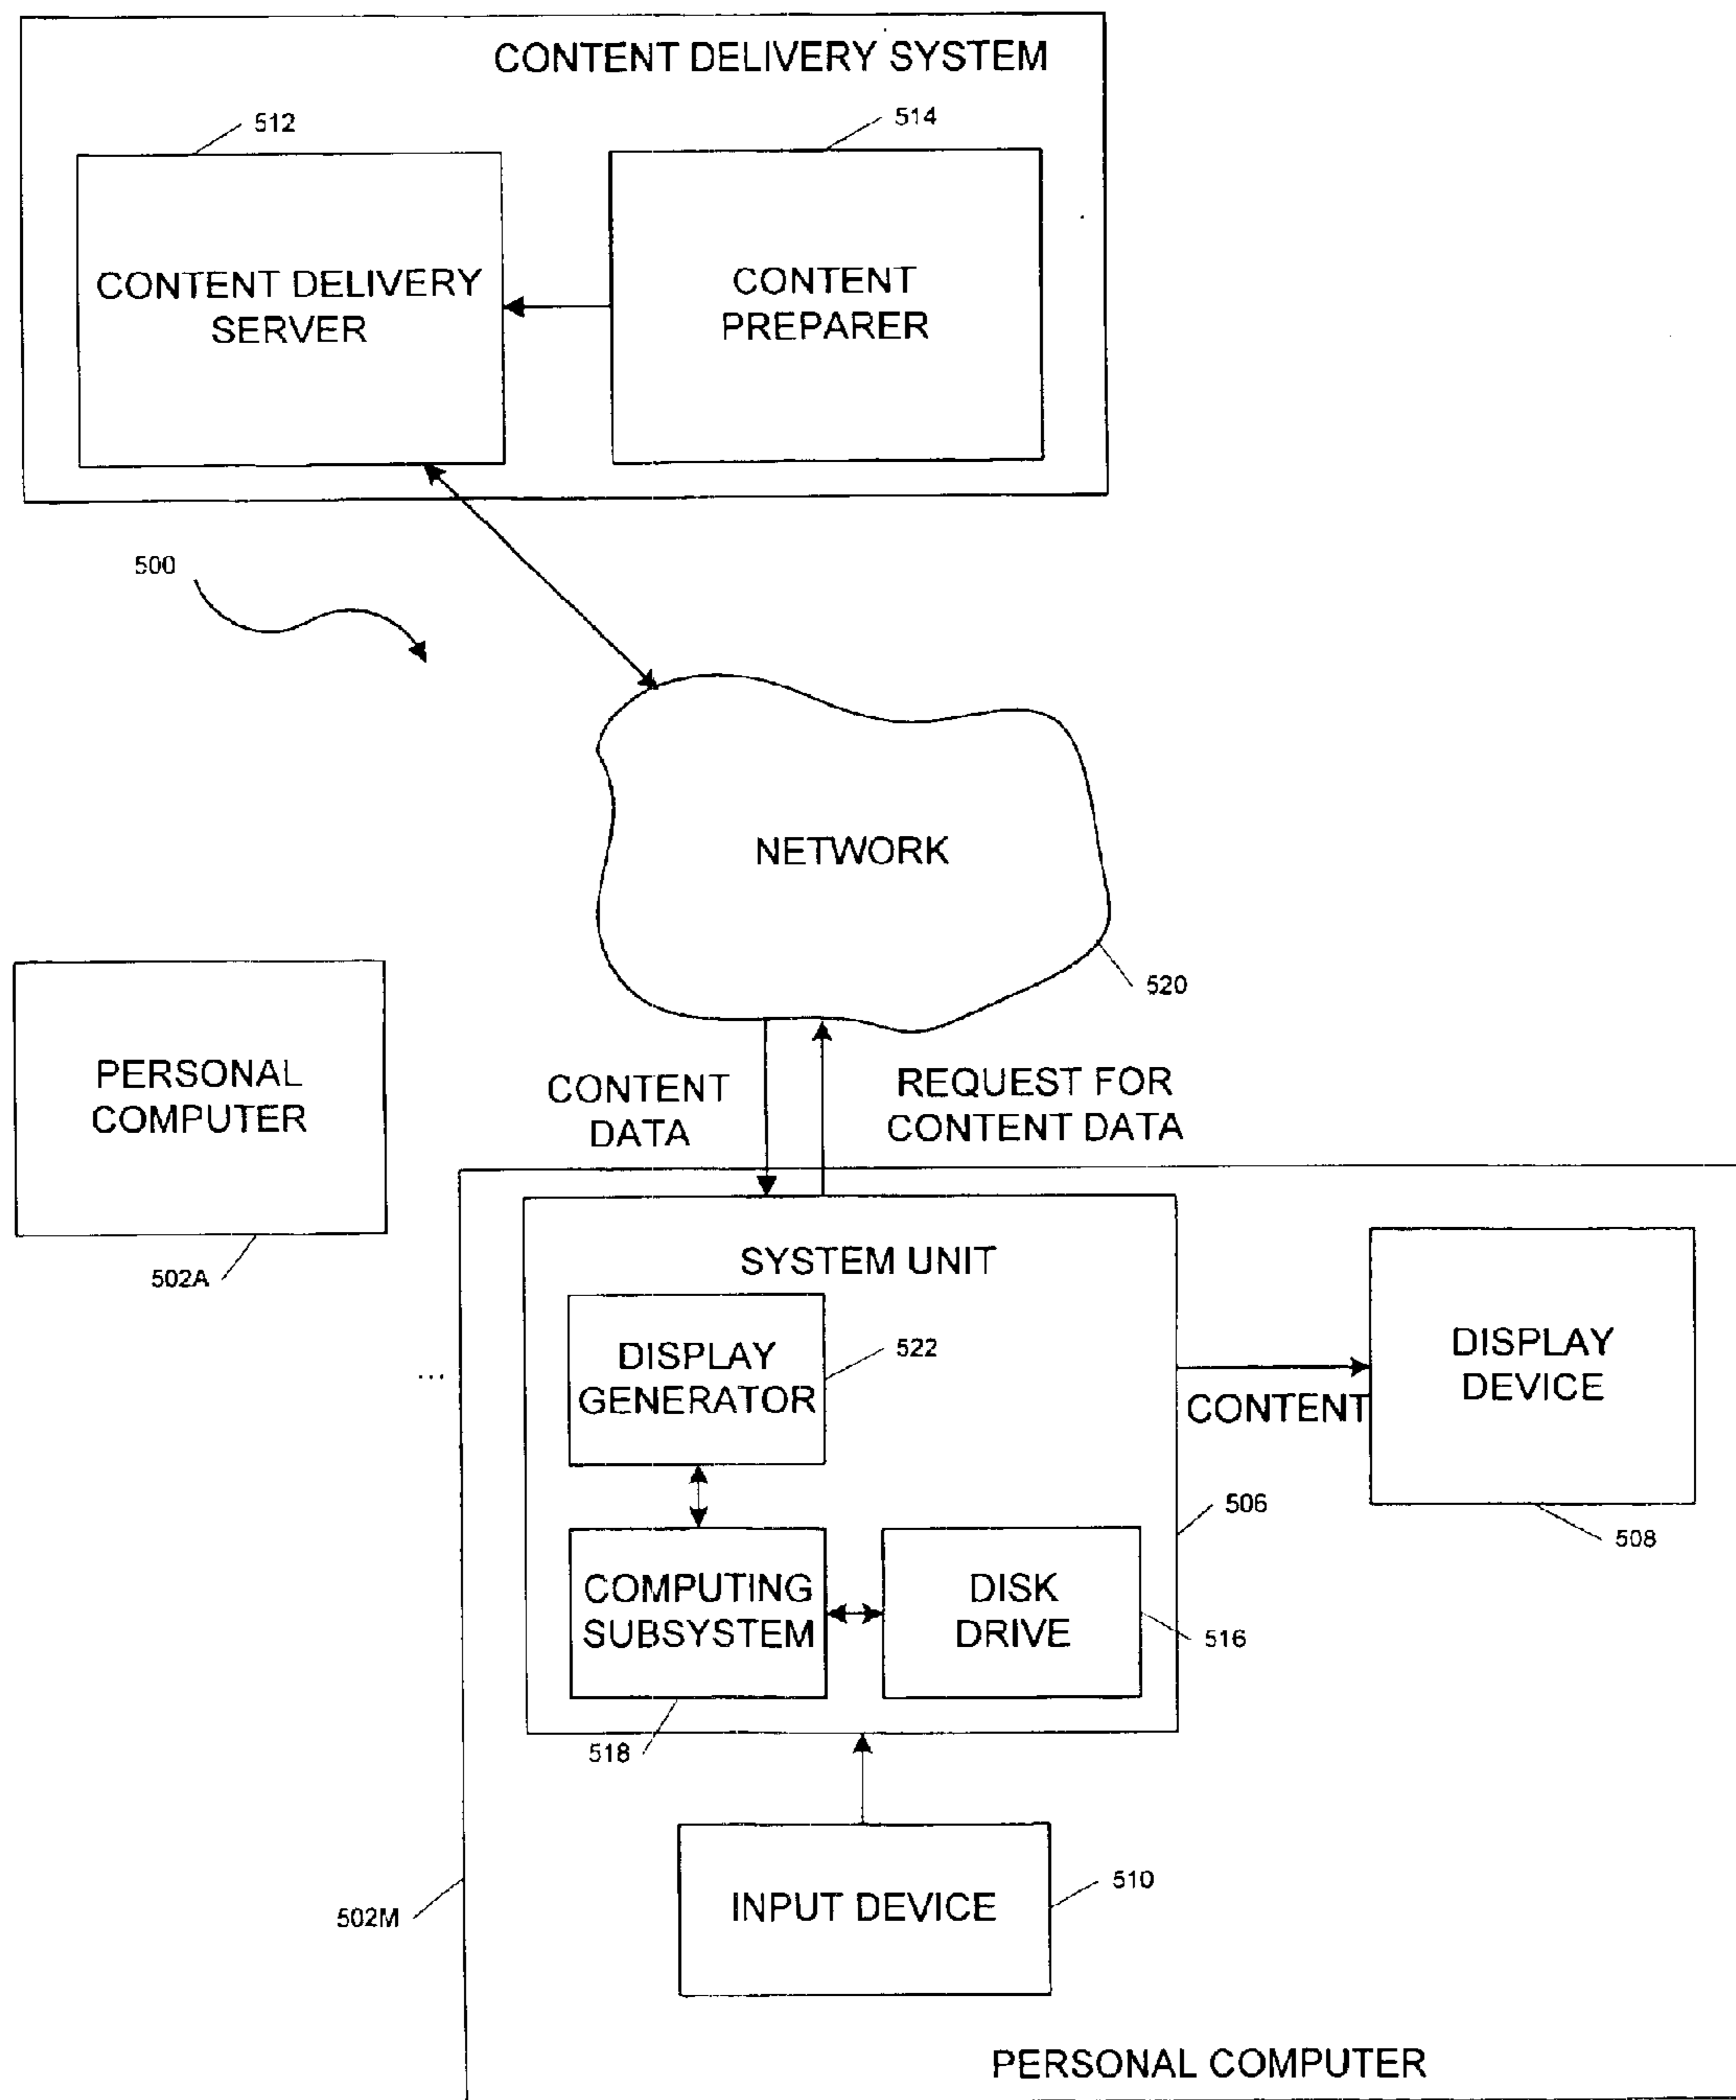 CONTENT DELIVERY SYSTEM
512
514
CONTENT DELIVERY
SERVER
CONTENT
PREPARER
500
NETWORK
520
PERSONAL
COMPUTER
502A
CONTENT
DATA
REQUEST FOR
CONTENT DATA
SYSTEM UNIT
DISPLAY
GENERATOR
522
DISPLAY
DEVICE
...
CONTENT
506
508
COMPUTING
SUBSYSTEM
DISK
DRIVE
516
518
INPUT DEVICE
510
502M
PERSONAL COMPUTER